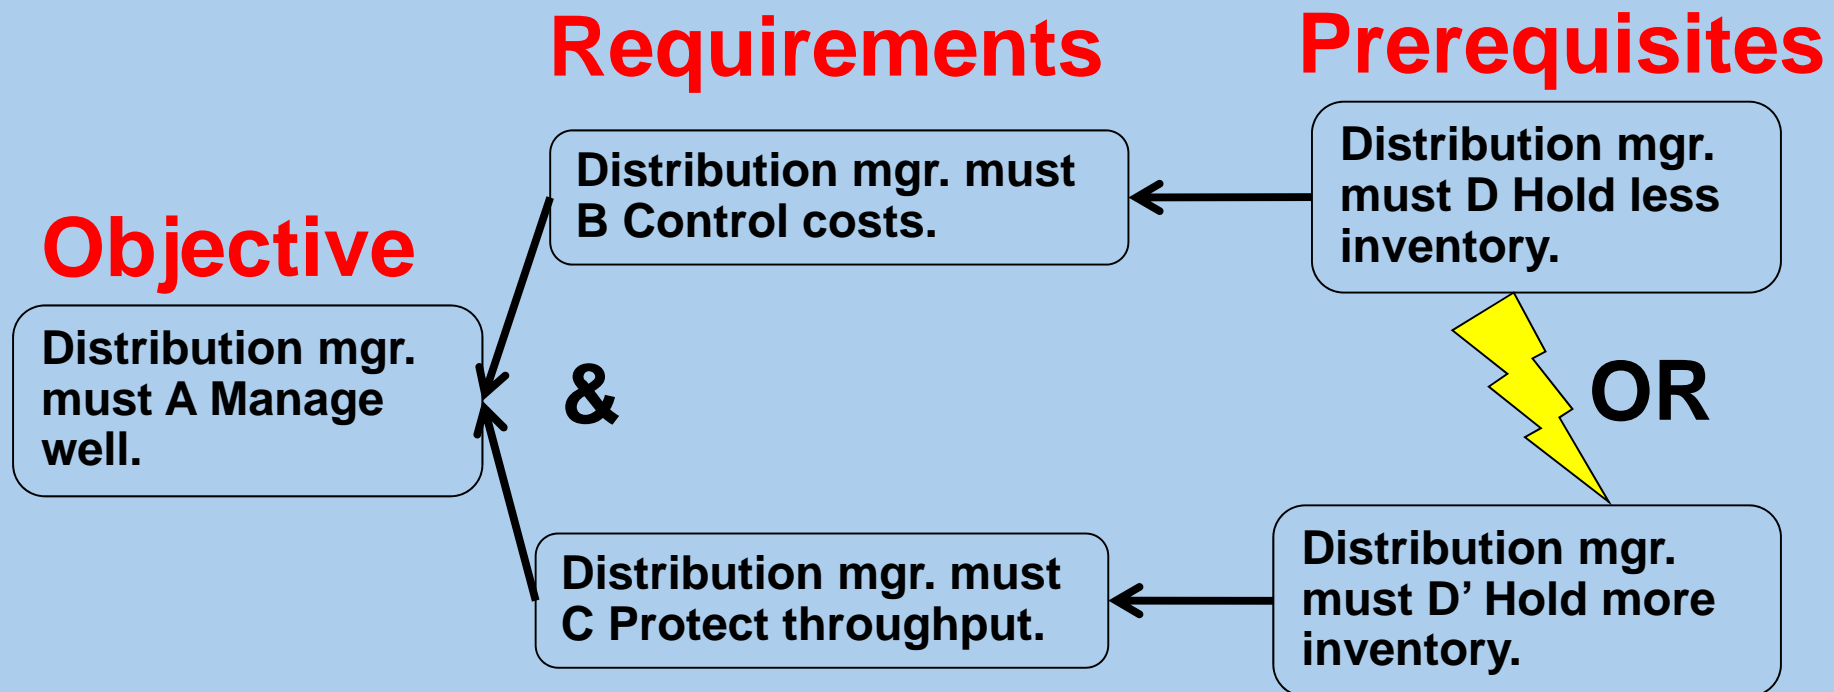 Requirements
Prerequisites
Objective
Distribution mgr.
must A Manage
well.
&
Distribution mgr. must
B Control costs.
Distribution mgr. must
C Protect throughput.
Distribution mgr.
must D Hold less
inventory.
OR
Distribution mgr.
must D’ Hold more
inventory.